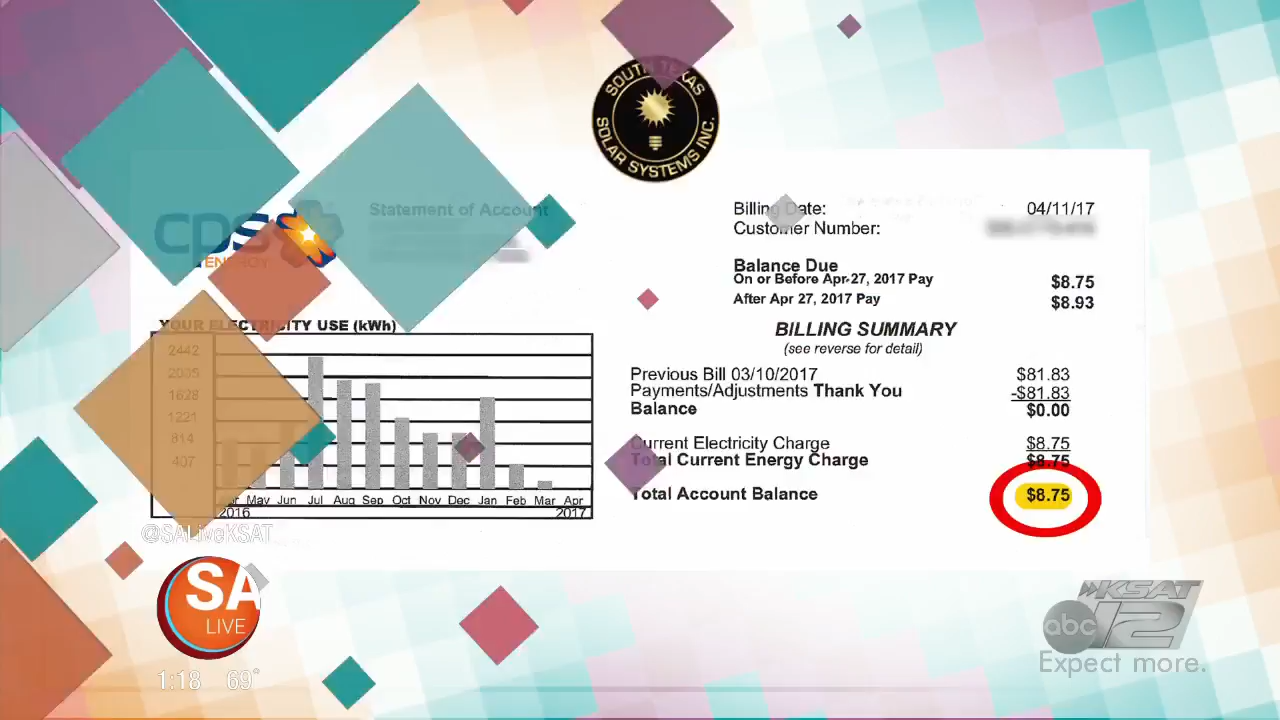 SOUTH TEXAS
SOLAR SYSTEMS INC.
cps
ENERGY
Statement of Account
Billing Date: 04/11/17
Customer Number:
Balance Due
On or Before Apr 27, 2017 Pay $8.75
After Apr 27, 2017 Pay $8.93
BILLING SUMMARY
(see reverse for detail)
Previous Bill 03/10/2017 $81.83
Payments/Adjustments Thank You -$81.83
Balance $0.00
Current Electricity Charge $8.75
Total Current Energy Charge $8.75
Total Account Balance $8.75
YOUR ELECTRICITY USE (kWh)
2442
2035
1628
1221
814
407
May Jun Jul Aug Sep Oct Nov Dec Jan Feb Mar Apr
2016 2017
@SALiveKSAT
SA
LIVE
1:18 69°
KSAT
abc 12
Expect more.